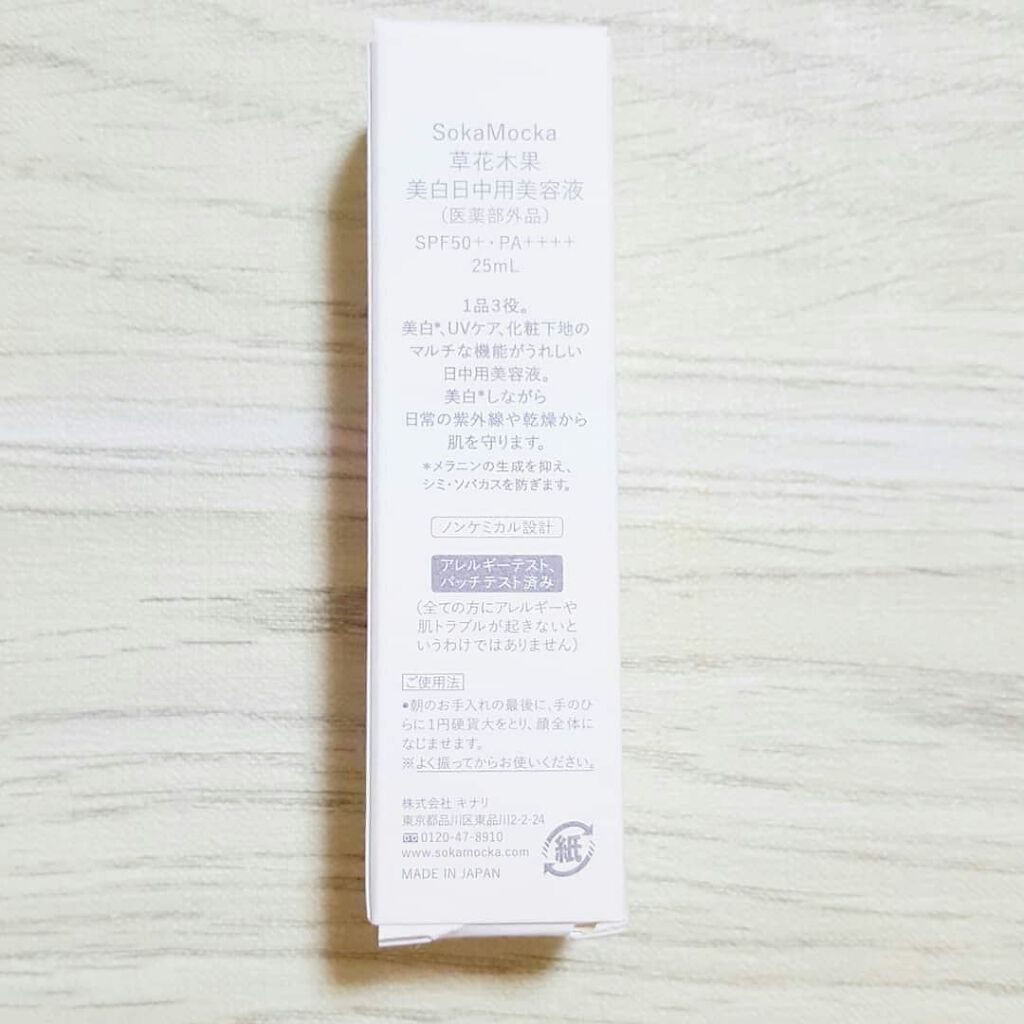 SokaMocka
草花木果
美白日中用美容液
（医薬部外品）
SPF50+・PA++++
25mL
1品3役。
美白*、UVケア、化粧下地の
マルチな機能がうれしい
日中用美容液。
美白*しながら
日常の紫外線や乾燥から
肌を守ります。
*メラニンの生成を抑え、
シミ・ソバカスを防ぎます。
ノンケミカル設計
アレルギーテスト、
パッチテスト済み
（全ての方にアレルギーや
肌トラブルが起きないと
いうわけではありません）
ご使用法
●朝のお手入れの最後に、手のひ
らに1円硬貨大をとり、顔全体に
なじませます。
※よく振ってからお使いください。
株式会社 キナリ
東京都品川区東品川2-2-24
0120-47-8910
www.sokamocka.com
MADE IN JAPAN
紙